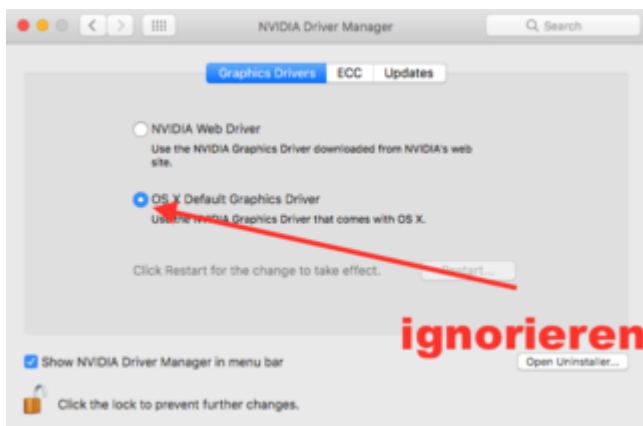 NVIDIA Driver Manager
Search
Graphics Drivers ECC Updates
NVIDIA Web Driver
Use the NVIDIA Graphics Driver downloaded from NVIDIA's web
site.
OS X Default Graphics Driver
Use the NVIDIA Graphics Driver that comes with OS X.
Click Restart for the change to take effect. Restart...
ignorieren
Show NVIDIA Driver Manager in menu bar
Open Uninstaller...
Click the lock to prevent further changes.